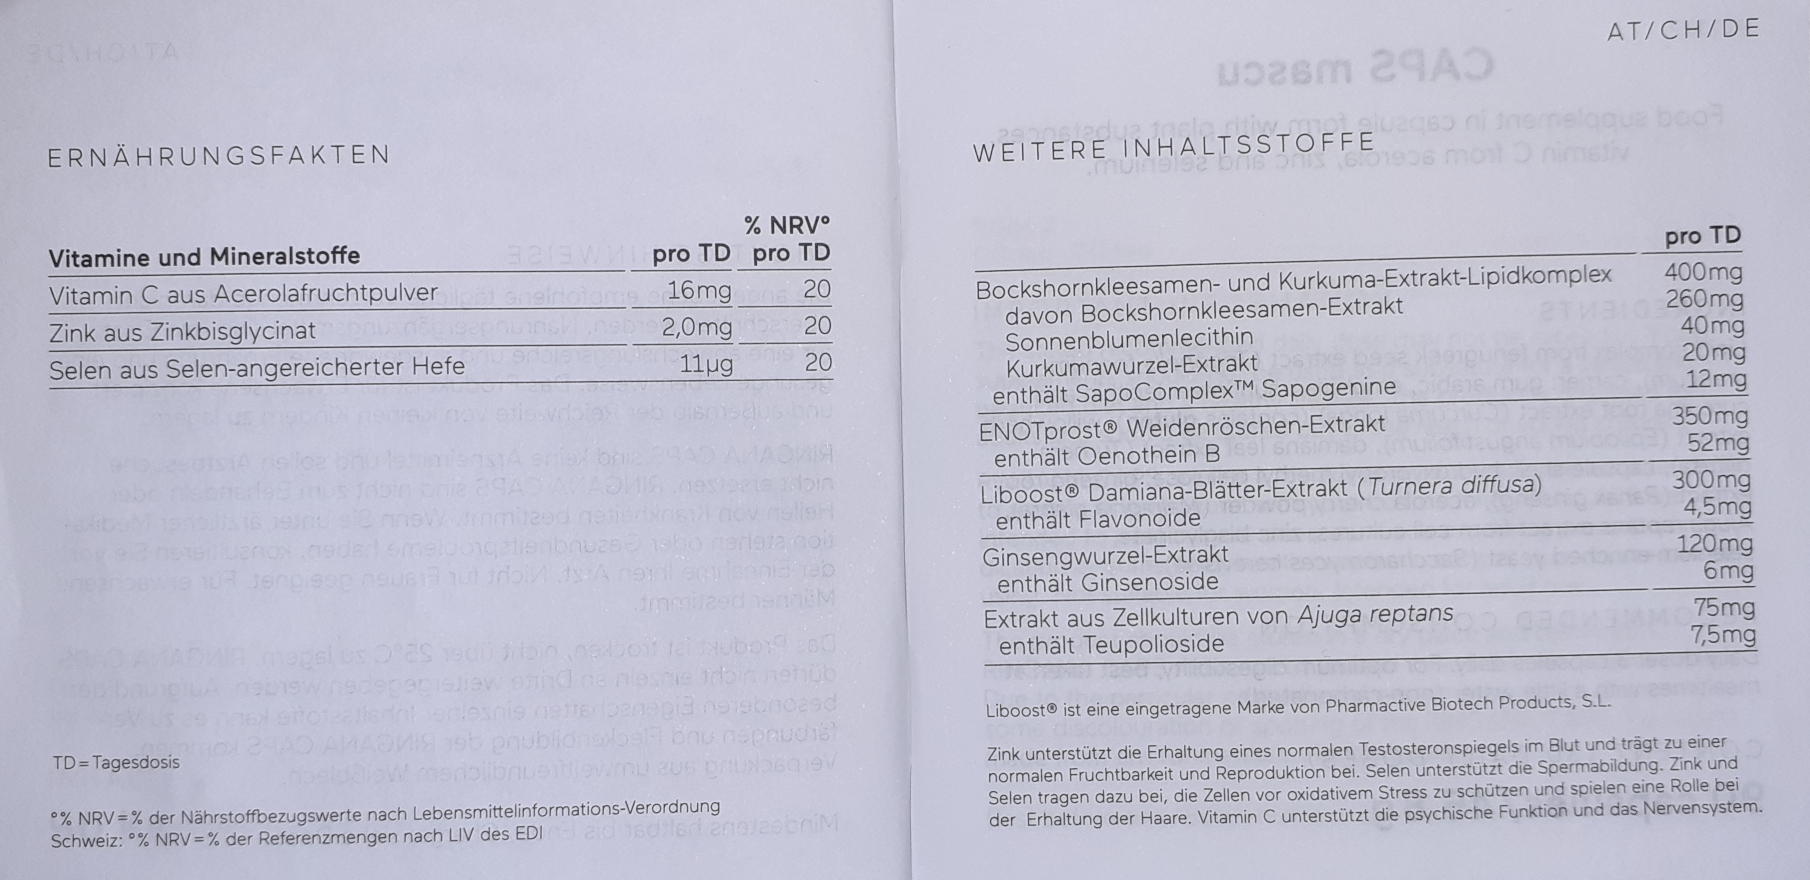 ERNÄHRUNGSFAKTEN
% NRV°
Vitamine und Mineralstoffe pro TD pro TD
Vitamin C aus Acerolafruchtpulver 16mg 20
Zink aus Zinkbisglycinat 2,0mg 20
Selen aus Selen-angereicherter Hefe 11µg 20
TD = Tagesdosis
°% NRV = % der Nährstoffbezugswerte nach Lebensmittelinformations-Verordnung
Schweiz: °% NRV = % der Referenzmengen nach LIV des EDI
AT/CH/DE
WEITERE INHALTSSTOFFE
pro TD
Bockshornkleesamen- und Kurkuma-Extrakt-Lipidkomplex 400mg
davon Bockshornkleesamen-Extrakt 260mg
Sonnenblumenlecithin 40mg
Kurkumawurzel-Extrakt 20mg
enthält SapoComplex™ Sapogenine 12mg
ENOTprost® Weidenröschen-Extrakt 350mg
enthält Oenothein B 52mg
Liboost® Damiana-Blätter-Extrakt (Turnera diffusa) 300mg
enthält Flavonoide 4,5mg
Ginsengwurzel-Extrakt 120mg
enthält Ginsenoside 6mg
Extrakt aus Zellkulturen von Ajuga reptans 75mg
enthält Teupolioside 7,5mg
Liboost® ist eine eingetragene Marke von Pharmactive Biotech Products, S.L.
Zink unterstützt die Erhaltung eines normalen Testosteronspiegels im Blut und trägt zu einer
normalen Fruchtbarkeit und Reproduktion bei. Selen unterstützt die Spermabildung. Zink und
Selen tragen dazu bei, die Zellen vor oxidativem Stress zu schützen und spielen eine Rolle bei
der Erhaltung der Haare. Vitamin C unterstützt die psychische Funktion und das Nervensystem.